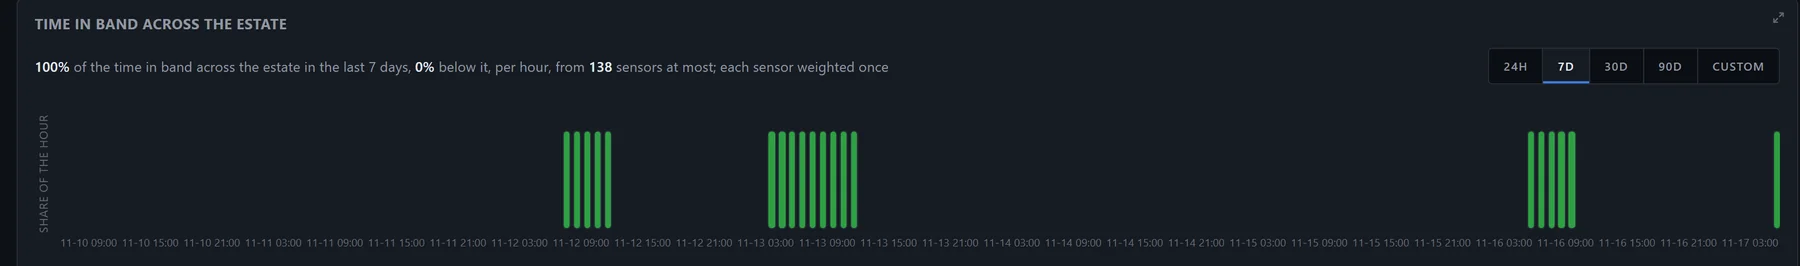 TIME IN BAND ACROSS THE ESTATE
100% of the time in band across the estate in the last 7 days, 0% below it, per hour, from 138 sensors at most; each sensor weighted once
24H 7D 30D 90D CUSTOM
SHARE OF THE HOUR
11-10 09:00 11-10 15:00 11-10 21:00 11-11 03:00 11-11 09:00 11-11 15:00 11-11 21:00 11-12 03:00 11-12 09:00 11-12 15:00 11-12 21:00 11-13 03:00 11-13 09:00 11-13 15:00 11-13 21:00 11-14 03:00 11-14 09:00 11-14 15:00 11-14 21:00 11-15 03:00 11-15 09:00 11-15 15:00 11-15 21:00 11-16 03:00 11-16 09:00 11-16 15:00 11-16 21:00 11-17 03:00